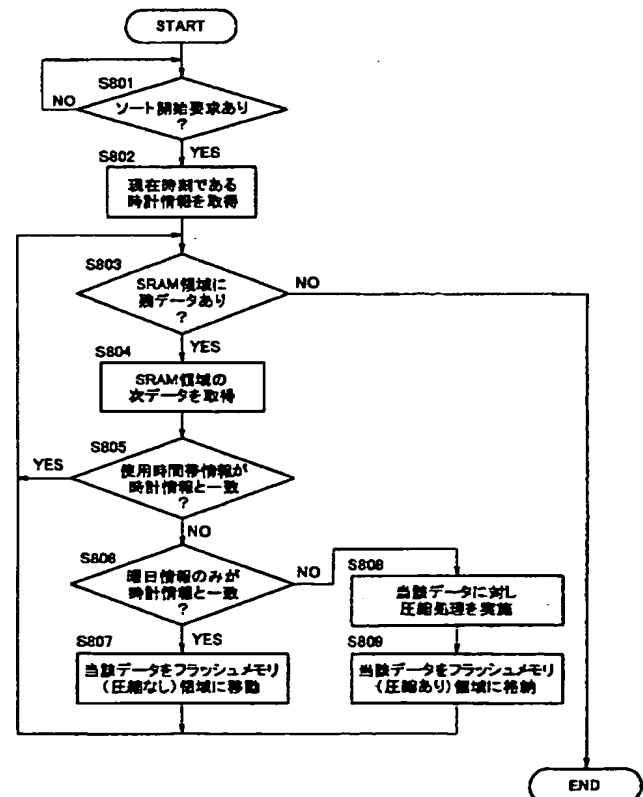 START
S801
NO
ソート開始要求あり
?
YES
S802
現在時刻である
時計情報を取得
S803
SRAM領域に
残データあり
?
NO
YES
S804
SRAM領域の
次データを取得
S805
YES
使用時間帯情報が
時計情報と一致
?
NO
S806
曜日情報のみが
時計情報と一致
?
NO
YES
S807
当該データをフラッシュメモリ
(圧縮なし)領域に移動
S808
当該データに対し
圧縮処理を実施
S809
当該データをフラッシュメモリ
(圧縮あり)領域に格納
END